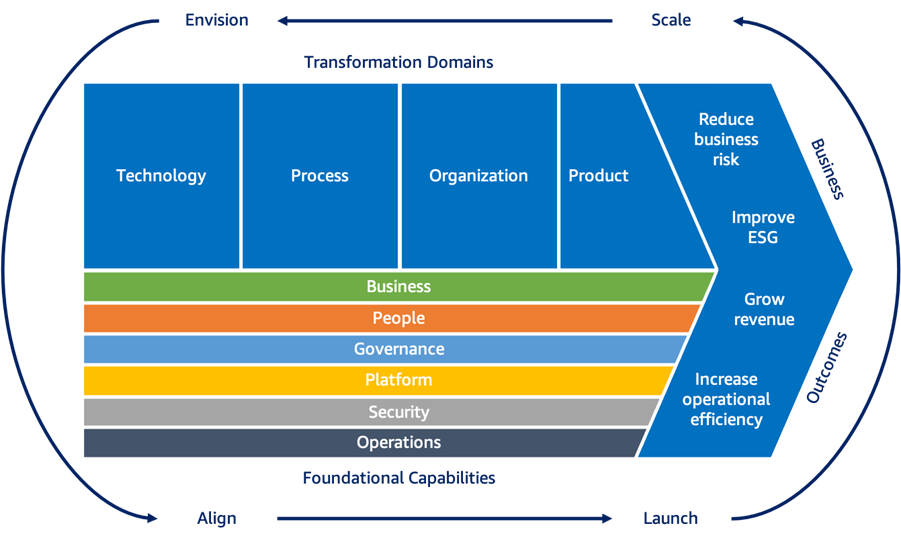 Envision
Scale
Transformation Domains
Technology
Process
Organization
Product
Reduce
business
risk
Improve
ESG
Grow
revenue
Increase
operational
efficiency
Business
Outcomes
Business
People
Governance
Platform
Security
Operations
Foundational Capabilities
Align
Launch